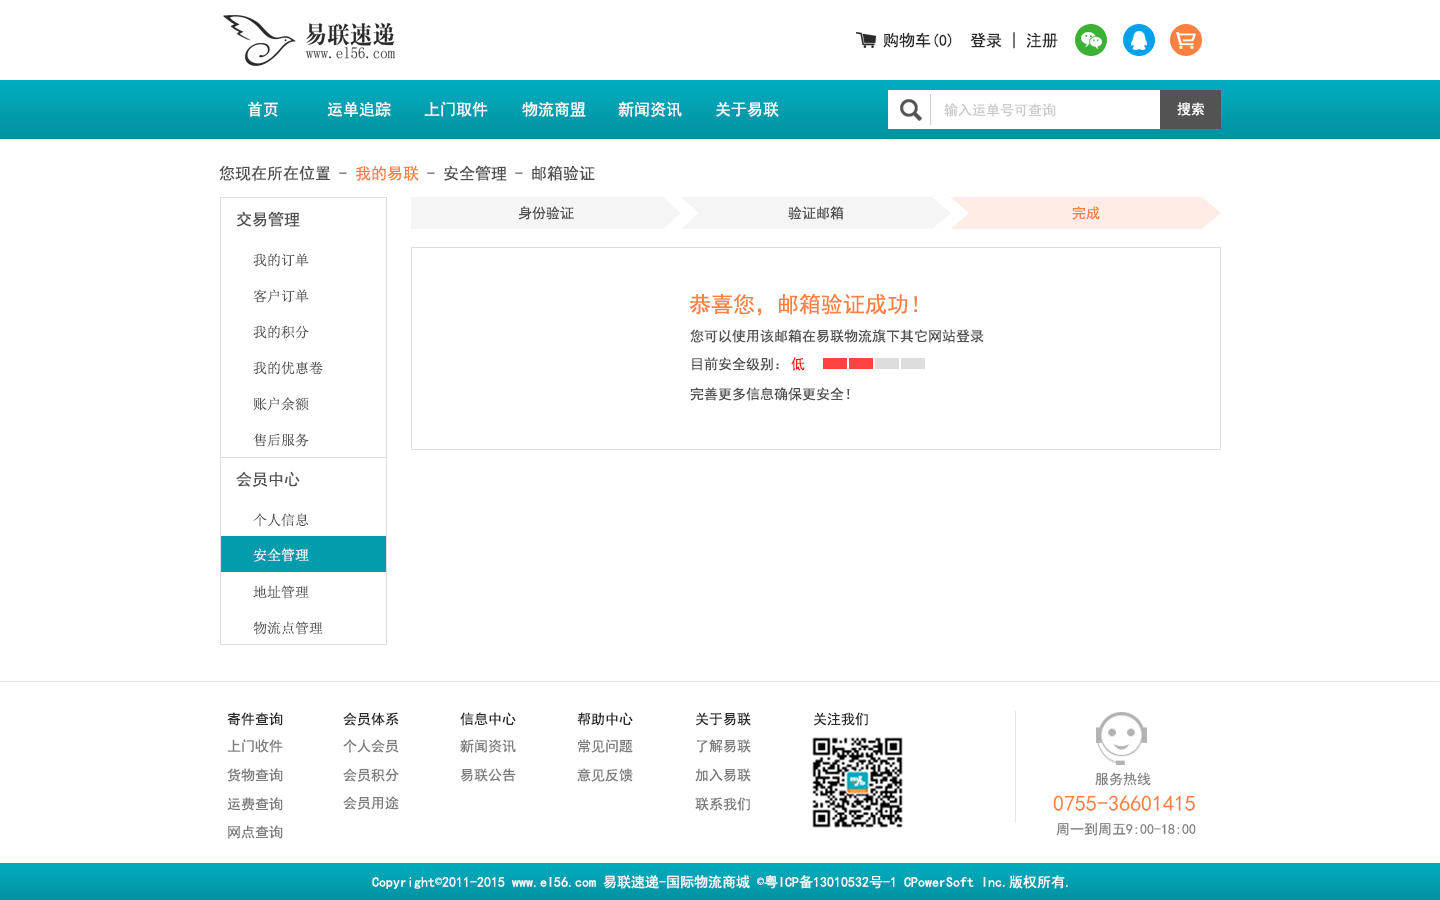 易联速递
www.el56.com
购物车(0) 登录 | 注册
首页 运单追踪 上门取件 物流商盟 新闻资讯 关于易联 输入运单号可查询 搜索
您现在所在位置 - 我的易联 - 安全管理 - 邮箱验证
交易管理
我的订单
客户订单
我的积分
我的优惠卷
账户余额
售后服务
会员中心
个人信息
安全管理
地址管理
物流点管理
身份验证 验证邮箱 完成
恭喜您，邮箱验证成功！
您可以使用该邮箱在易联物流旗下其它网站登录
目前安全级别：低
完善更多信息确保更安全！
寄件查询
上门收件
货物查询
运费查询
网点查询
会员体系
个人会员
会员积分
会员用途
信息中心
新闻资讯
易联公告
帮助中心
常见问题
意见反馈
关于易联
了解易联
加入易联
联系我们
关注我们
服务热线
0755-36601415
周一到周五9:00-18:00
Copyright©2011-2015 www.el56.com 易联速递-国际物流商城 ©粤ICP备13010532号-1 CPowerSoft Inc.版权所有.